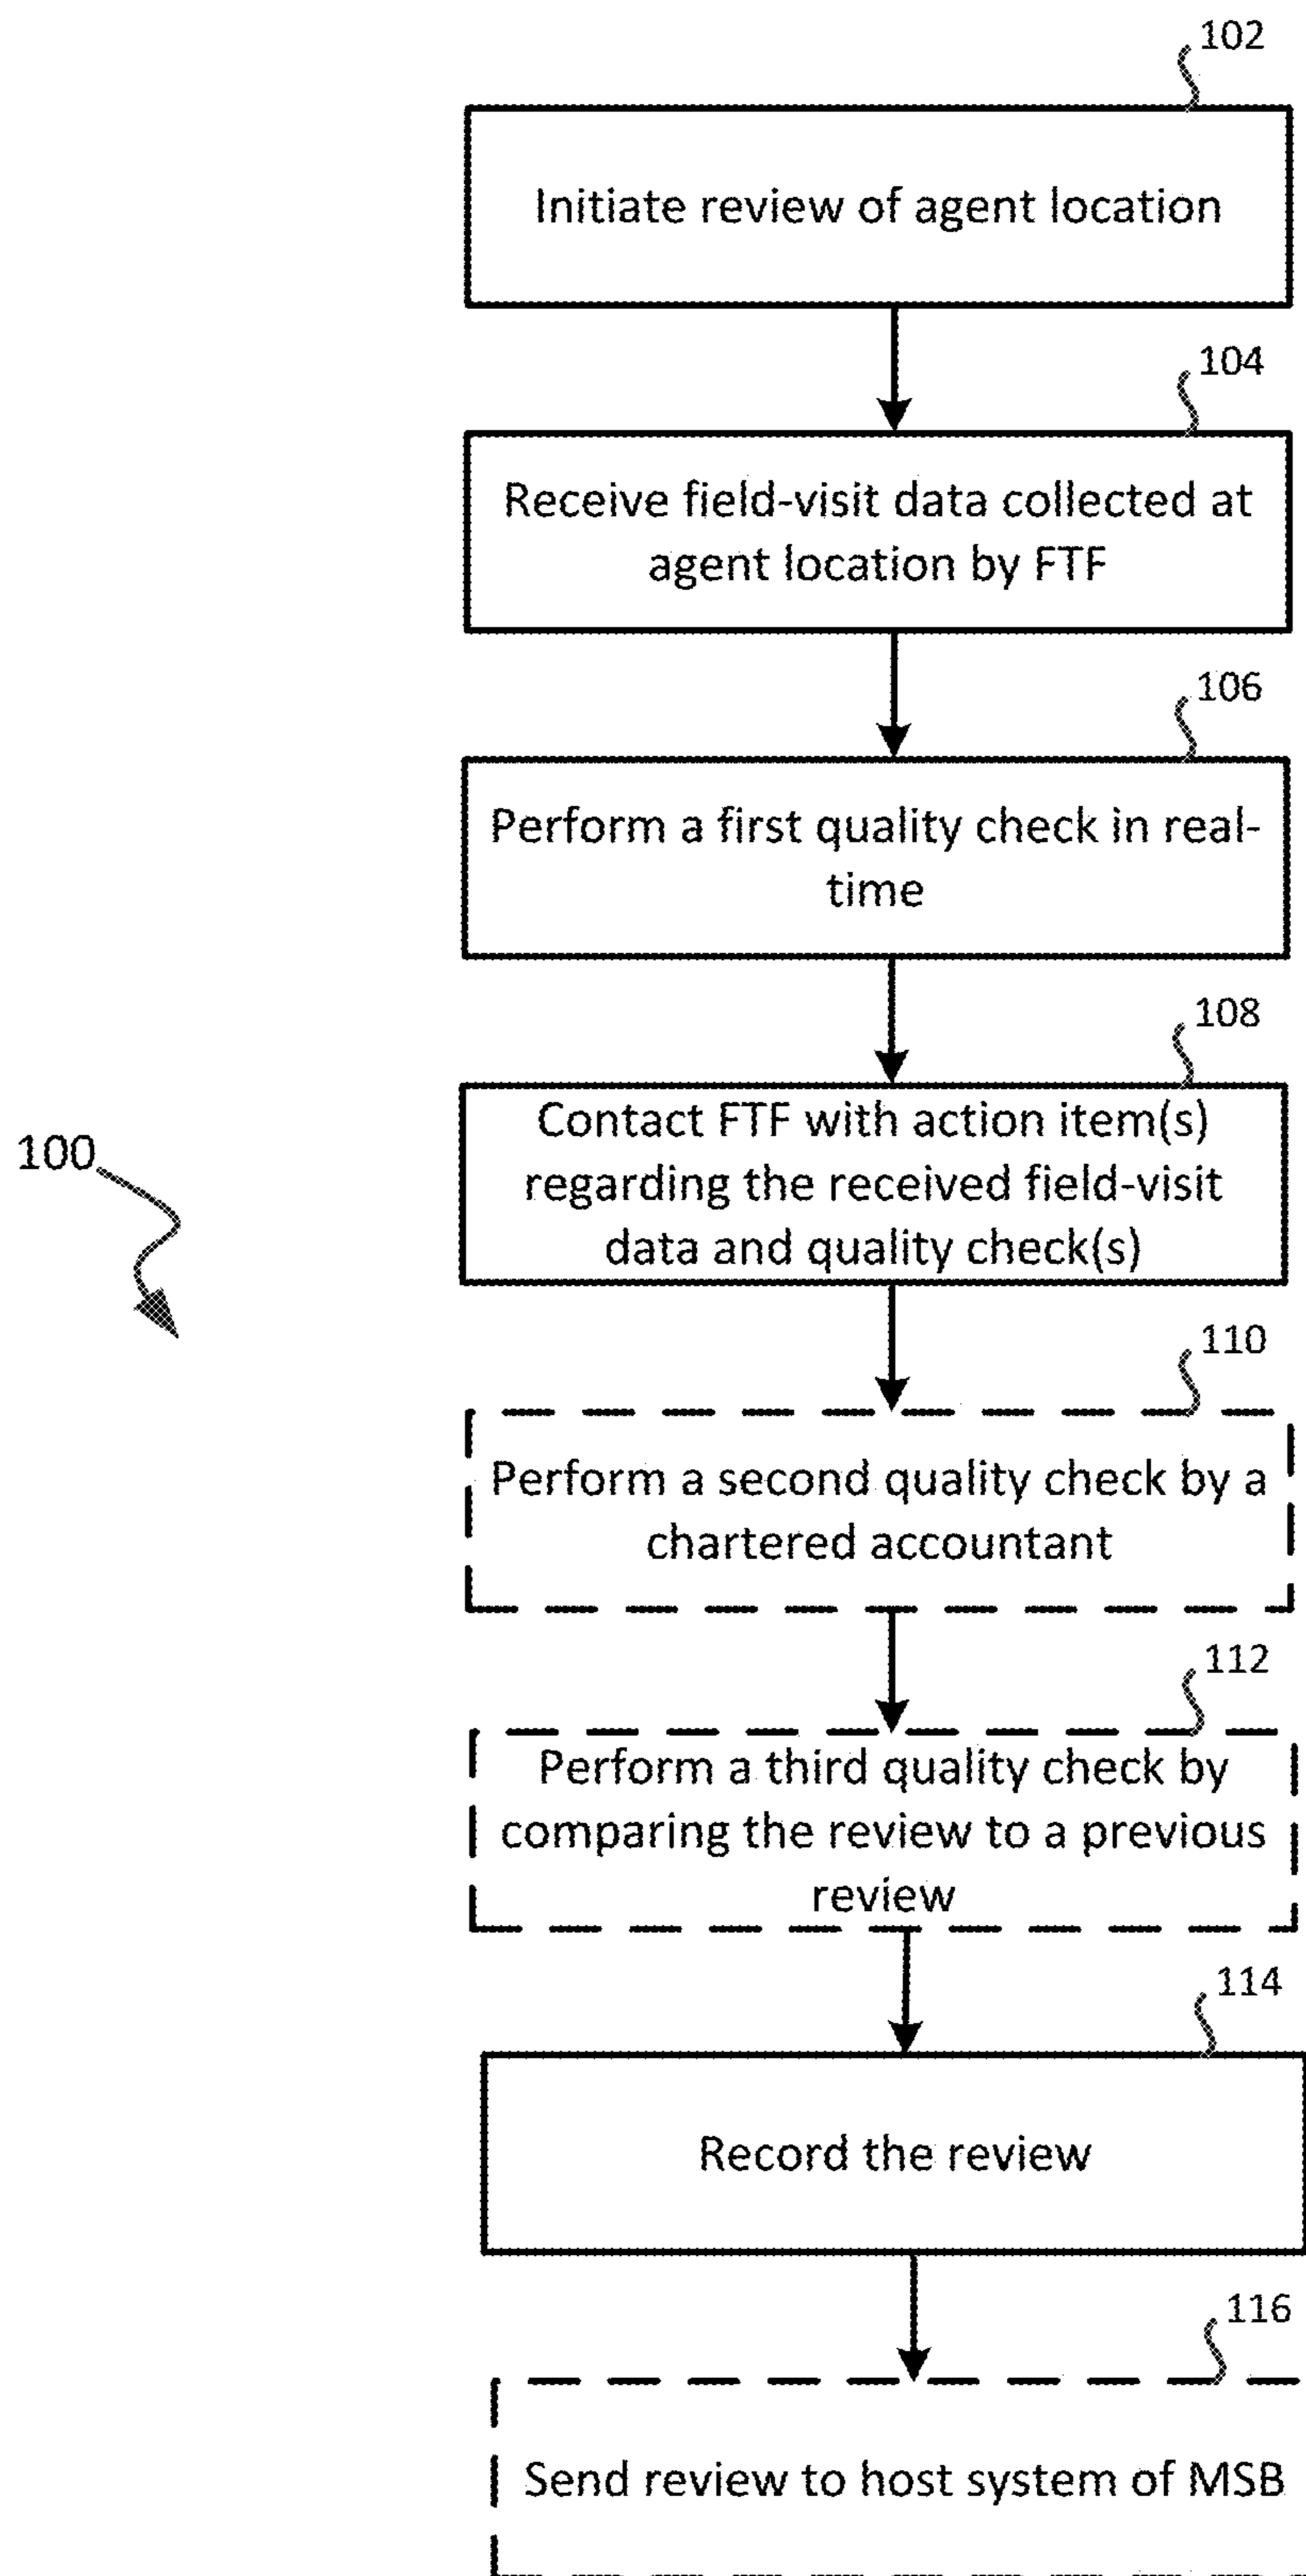 102
Initiate review of agent location
104
Receive field-visit data collected at
agent location by FTF
106
Perform a first quality check in real-
time
108
Contact FTF with action item(s)
regarding the received field-visit
data and quality check(s)
100
110
Perform a second quality check by a
chartered accountant
112
Perform a third quality check by
comparing the review to a previous
review
114
Record the review
116
Send review to host system of MSB